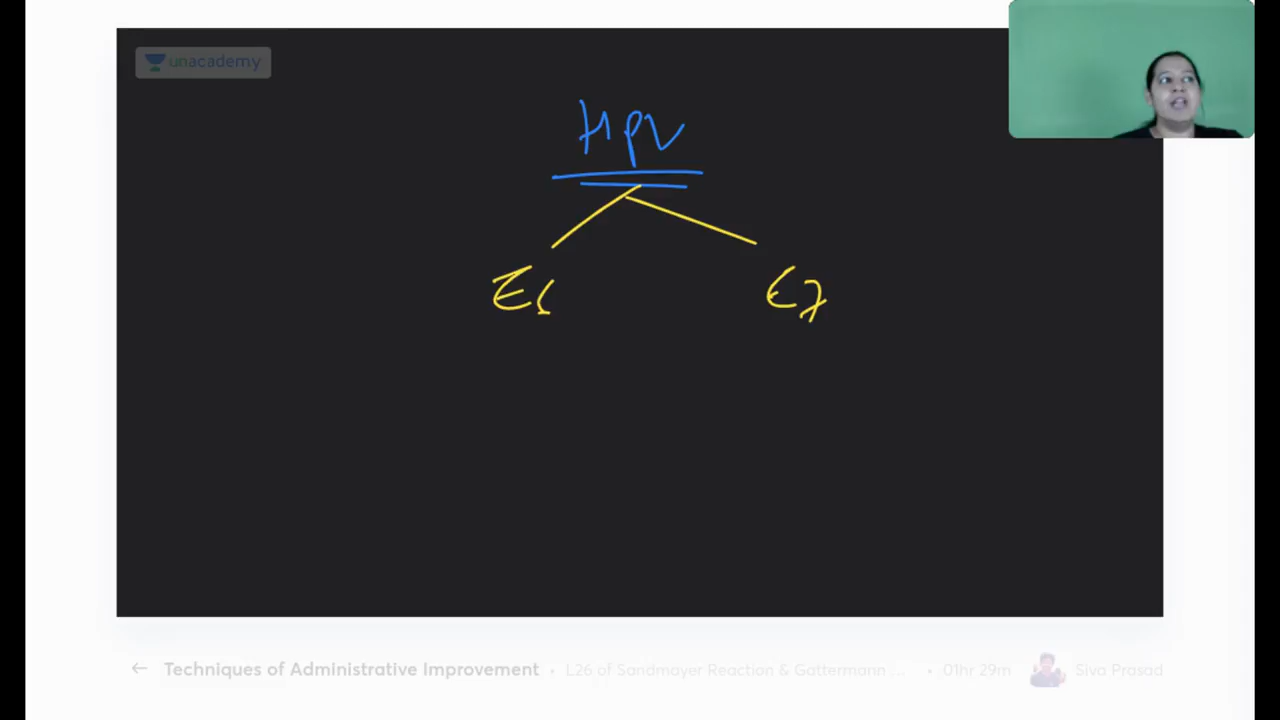 unacademy
HPV
E6 E7
← Techniques of Administrative Improvement • L26 of Sandmayer Reaction & Gattermann.... • 01hr 29m Siva Prasad